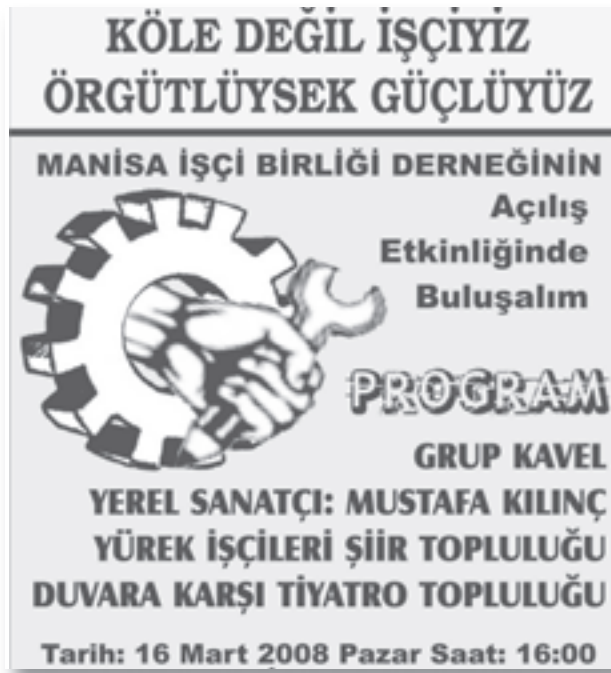 KÖLE DEĞİL İŞÇİYİZ
ÖRGÜTLÜYSEK GÜÇLÜYÜZ
MANİSA İŞÇİ BİRLİĞİ DERNEĞİNİN
Açılış
Etkinliğinde
Buluşalım
PROGRAM
GRUP KAVEL
YEREL SANATÇI: MUSTAFA KILINÇ
YÜREK İŞÇİLERİ ŞİİR TOPLULUĞU
DUVARA KARŞI TİYATRO TOPLULUĞU
Tarih: 16 Mart 2008 Pazar Saat: 16:00